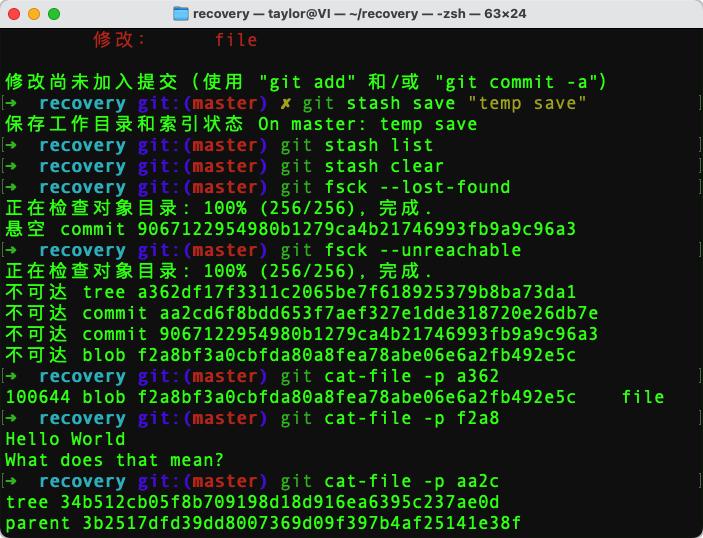 recovery — taylor@VI — ~/recovery — -zsh — 63×24
修改： file
修改尚未加入提交（使用 "git add" 和/或 "git commit -a"）
[➜ recovery git:(master) ✗ git stash save "temp save" ]
保存工作目录和索引状态 On master: temp save
[➜ recovery git:(master) git stash list ]
[➜ recovery git:(master) git stash clear ]
[➜ recovery git:(master) git fsck --lost-found ]
正在检查对象目录: 100% (256/256), 完成.
悬空 commit 9067122954980b1279ca4b21746993fb9a9c96a3
[➜ recovery git:(master) git fsck --unreachable ]
正在检查对象目录: 100% (256/256), 完成.
不可达 tree a362df17f3311c2065be7f618925379b8ba73da1
不可达 commit aa2cd6f8bdd653f7aef327e1dde318720e26db7e
不可达 commit 9067122954980b1279ca4b21746993fb9a9c96a3
不可达 blob f2a8bf3a0cbfda80a8fea78abe06e6a2fb492e5c
[➜ recovery git:(master) git cat-file -p a362 ]
100644 blob f2a8bf3a0cbfda80a8fea78abe06e6a2fb492e5c file
[➜ recovery git:(master) git cat-file -p f2a8 ]
Hello World
What does that mean?
[➜ recovery git:(master) git cat-file -p aa2c ]
tree 34b512cb05f8b709198d18d916ea6395c237ae0d
parent 3b2517dfd39dd8007369d09f397b4af25141e38f